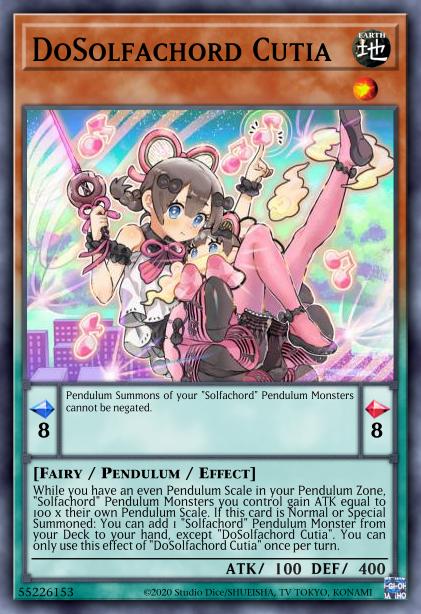 DoSolfachord Cutia
EARTH
地
Pendulum Summons of your "Solfachord" Pendulum Monsters
cannot be negated.
8
8
[Fairy / Pendulum / Effect]
While you have an even Pendulum Scale in your Pendulum Zone,
"Solfachord" Pendulum Monsters you control gain ATK equal to
100 x their own Pendulum Scale. If this card is Normal or Special
Summoned: You can add 1 "Solfachord" Pendulum Monster from
your Deck to your hand, except "DoSolfachord Cutia". You can
only use this effect of "DoSolfachord Cutia" once per turn.
ATK/ 100 DEF/ 400
55226153
©2020 Studio Dice/SHUEISHA, TV TOKYO, KONAMI